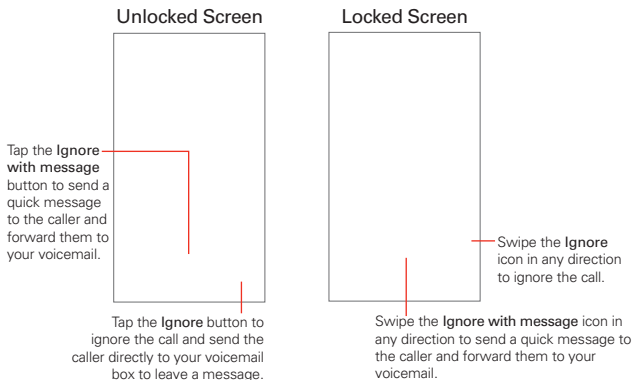 Unlocked Screen
Locked Screen
Tap the Ignore
with message
button to send a
quick message
to the caller and
forward them to
your voicemail.
Tap the Ignore button to
ignore the call and send the
caller directly to your voicemail
box to leave a message.
Swipe the Ignore
icon in any direction
to ignore the call.
Swipe the Ignore with message icon in
any direction to send a quick message to
the caller and forward them to your
voicemail.